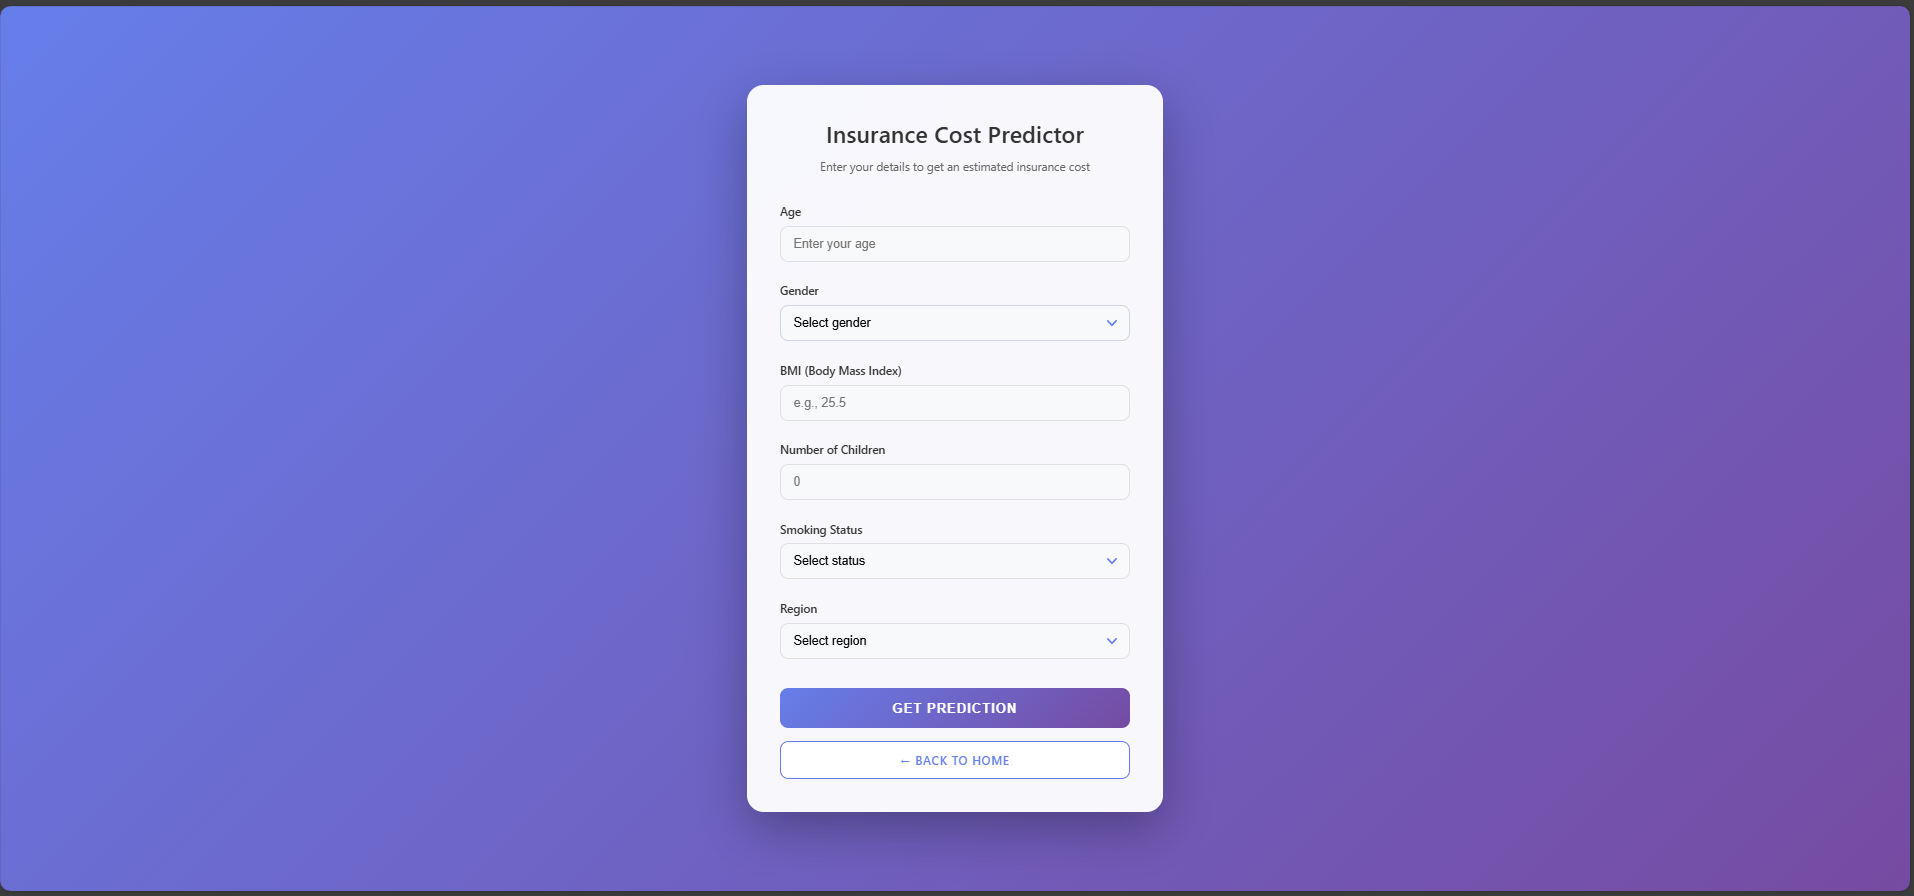 Insurance Cost Predictor
Enter your details to get an estimated insurance cost
Age
Enter your age
Gender
Select gender
BMI (Body Mass Index)
e.g., 25.5
Number of Children
0
Smoking Status
Select status
Region
Select region
GET PREDICTION
← BACK TO HOME